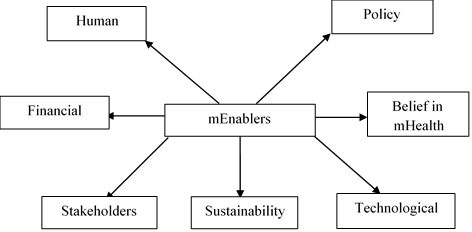 Human
Policy
Financial
mEnablers
Belief in
mHealth
Stakeholders
Sustainability
Technological